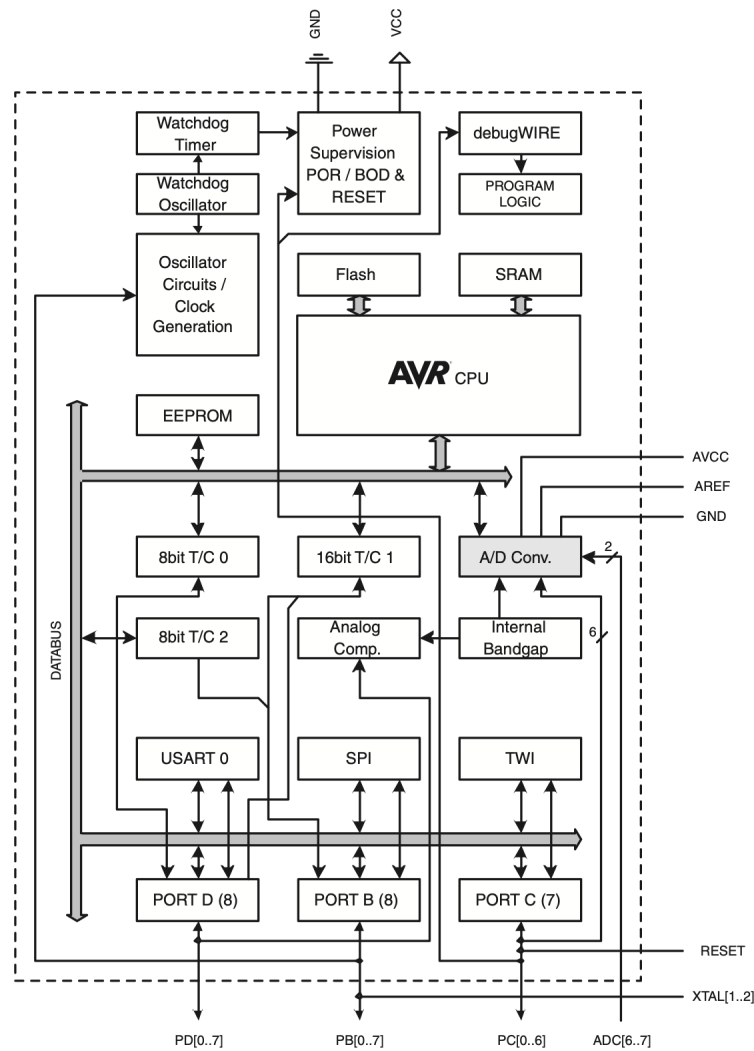 GND
VCC
Watchdog
Timer
Power
Supervision
POR / BOD &
RESET
debugWIRE
Watchdog
Oscillator
PROGRAM
LOGIC
Oscillator
Circuits /
Clock
Generation
Flash
SRAM
AVR CPU
EEPROM
AVCC
AREF
GND
8bit T/C 0
16bit T/C 1
A/D Conv.
2
DATABUS
8bit T/C 2
Analog
Comp.
Internal
Bandgap
6
USART 0
SPI
TWI
PORT D (8)
PORT B (8)
PORT C (7)
RESET
XTAL[1..2]
PD[0..7]
PB[0..7]
PC[0..6]
ADC[6..7]